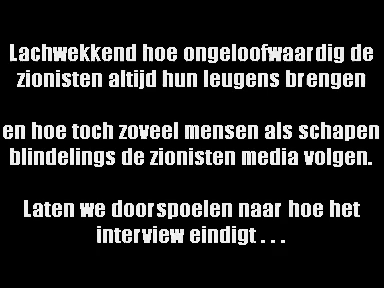 Lachwekkend hoe ongeloofwaardig de
zionisten altijd hun leugens brengen
en hoe toch zoveel mensen als schapen
blindelings de zionisten media volgen.
Laten we doorspoelen naar hoe het
interview eindigt . . .